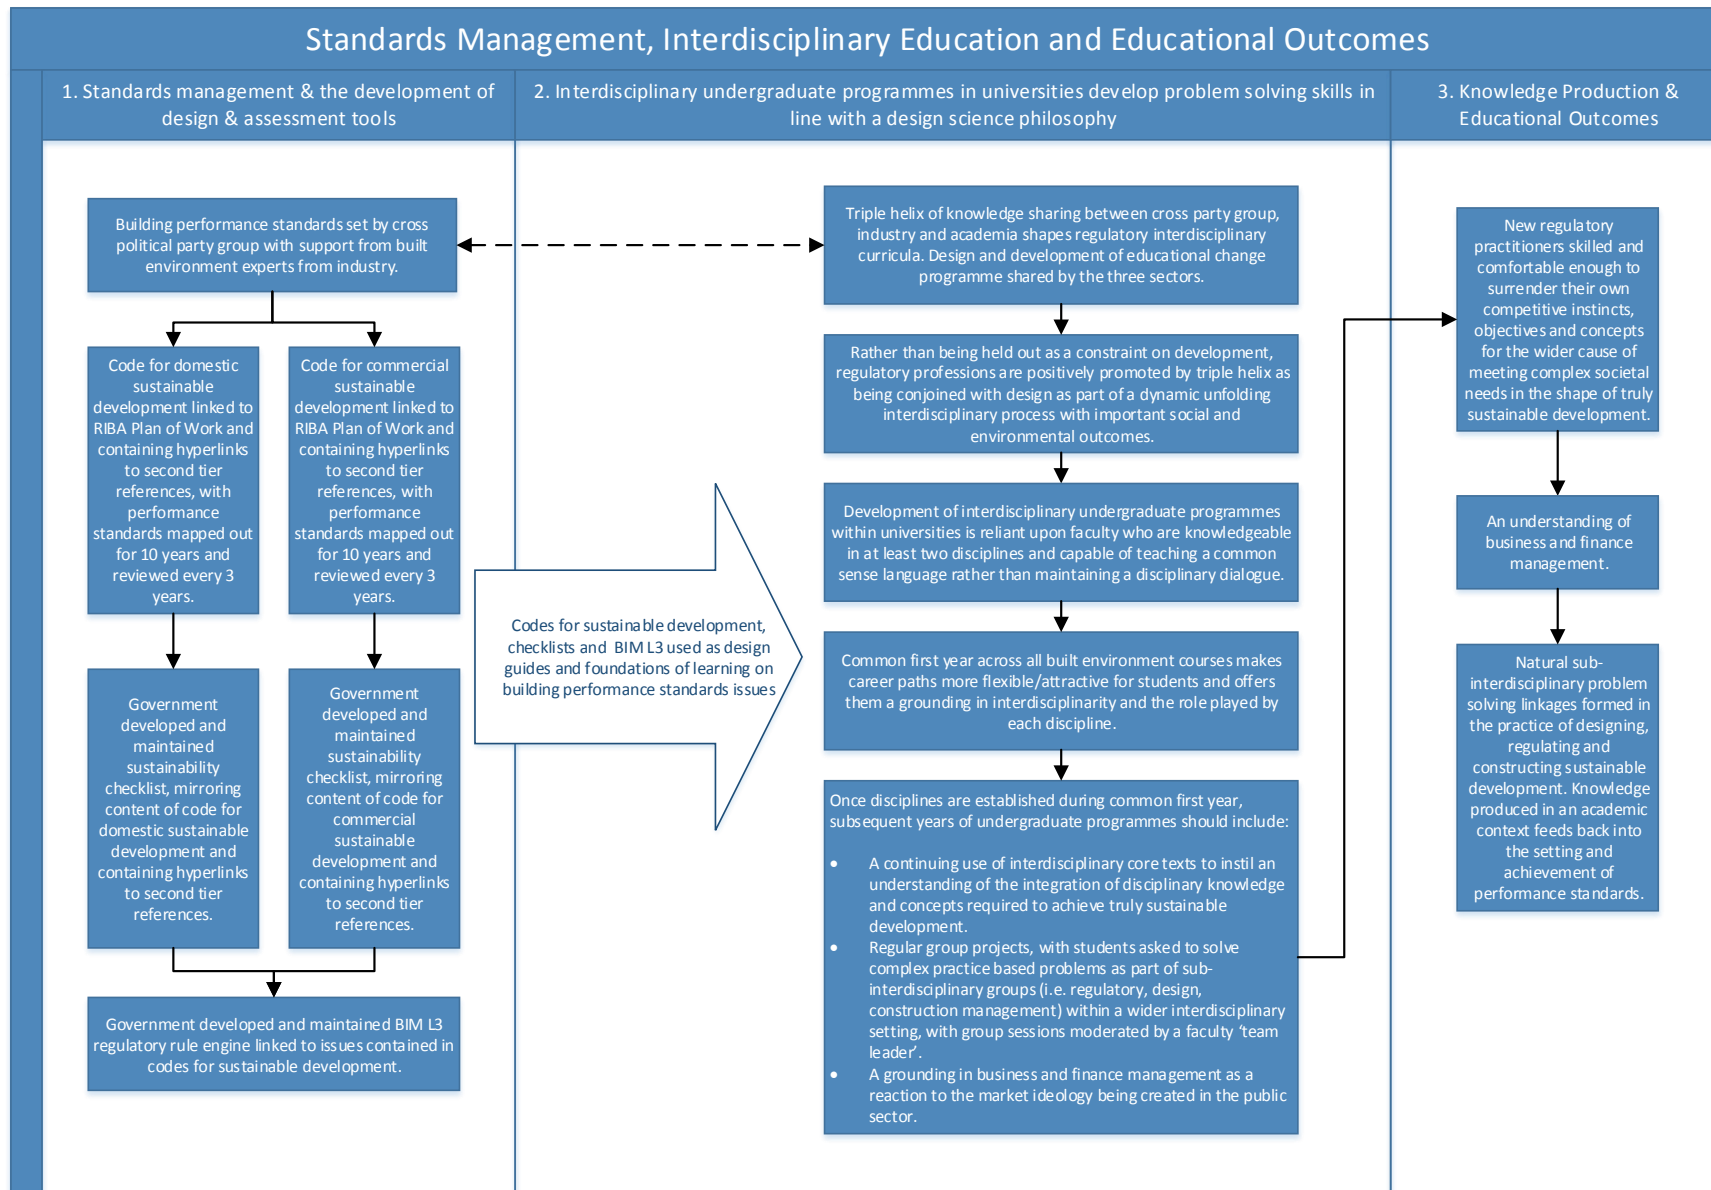 Standards Management, Interdisciplinary Education and Educational Outcomes
1. Standards management & the development of
design & assessment tools
2. Interdisciplinary undergraduate programmes in universities develop problem solving skills in
line with a design science philosophy
3. Knowledge Production &
Educational Outcomes
Building performance standards set by cross
political party group with support from built
environment experts from industry.
Code for domestic
sustainable
development linked to
RIBA Plan of Work and
containing hyperlinks
to second tier
references, with
performance
standards mapped out
for 10 years and
reviewed every 3
years.
Code for commercial
sustainable
development linked to
RIBA Plan of Work and
containing hyperlinks
to second tier
references, with
performance
standards mapped out
for 10 years and
reviewed every 3
years.
Government
developed and
maintained
sustainability
checklist, mirroring
content of code for
domestic sustainable
development and
containing hyperlinks
to second tier
references.
Government
developed and
maintained
sustainability
checklist, mirroring
content of code for
commercial
sustainable
development and
containing hyperlinks
to second tier
references.
Government developed and maintained BIM L3
regulatory rule engine linked to issues contained in
codes for sustainable development.
Codes for sustainable development,
checklists and BIM L3 used as design
guides and foundations of learning on
building performance standards issues
Triple helix of knowledge sharing between cross party group,
industry and academia shapes regulatory interdisciplinary
curricula. Design and development of educational change
programme shared by the three sectors.
Rather than being held out as a constraint on development,
regulatory professions are positively promoted by triple helix as
being conjoined with design as part of a dynamic unfolding
interdisciplinary process with important social and
environmental outcomes.
Development of interdisciplinary undergraduate programmes
within universities is reliant upon faculty who are knowledgeable
in at least two disciplines and capable of teaching a common
sense language rather than maintaining a disciplinary dialogue.
Common first year across all built environment courses makes
career paths more flexible/attractive for students and offers
them a grounding in interdisciplinarity and the role played by
each discipline.
Once disciplines are established during common first year,
subsequent years of undergraduate programmes should include:
• A continuing use of interdisciplinary core texts to instil an
understanding of the integration of disciplinary knowledge
and concepts required to achieve truly sustainable
development.
• Regular group projects, with students asked to solve
complex practice based problems as part of sub-
interdisciplinary groups (i.e. regulatory, design,
construction management) within a wider interdisciplinary
setting, with group sessions moderated by a faculty ‘team
leader’.
• A grounding in business and finance management as a
reaction to the market ideology being created in the public
sector.
New regulatory
practitioners skilled and
comfortable enough to
surrender their own
competitive instincts,
objectives and concepts
for the wider cause of
meeting complex societal
needs in the shape of truly
sustainable development.
An understanding of
business and finance
management.
Natural sub-
interdisciplinary problem
solving linkages formed in
the practice of designing,
regulating and
constructing sustainable
development. Knowledge
produced in an academic
context feeds back into
the setting and
achievement of
performance standards.